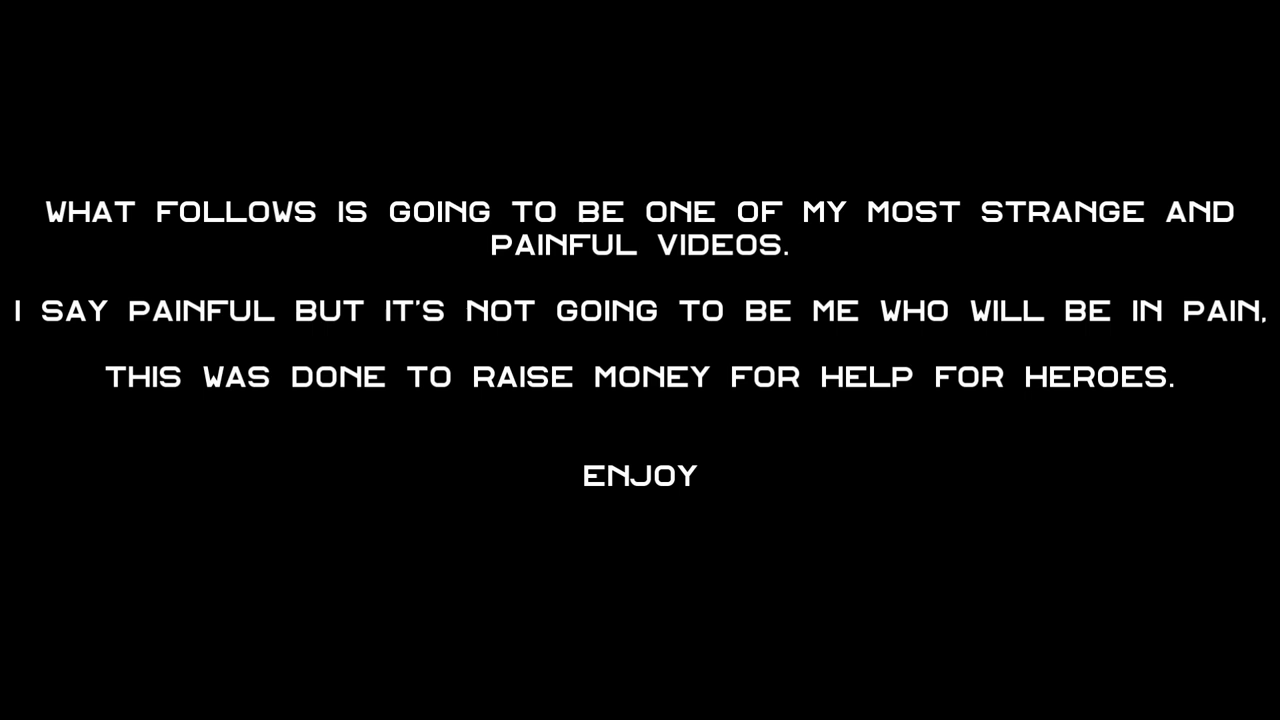 WHAT FOLLOWS IS GOING TO BE ONE OF MY MOST STRANGE AND
PAINFUL VIDEOS.
I SAY PAINFUL BUT IT'S NOT GOING TO BE ME WHO WILL BE IN PAIN,
THIS WAS DONE TO RAISE MONEY FOR HELP FOR HEROES.
ENJOY